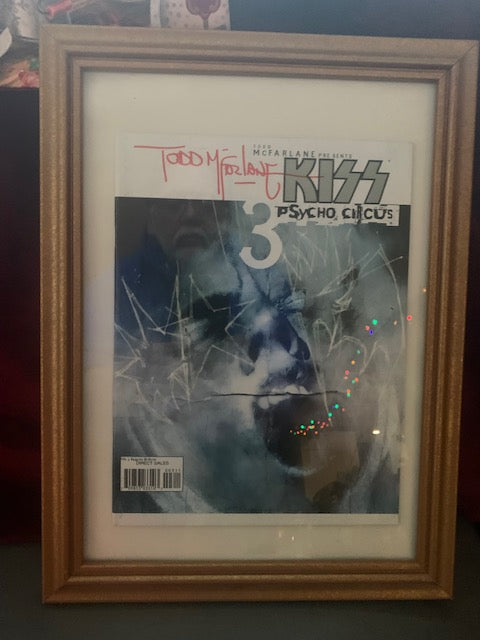 TODD McFARLANE
TODD
McFARLANE PRESENTS
KISS
PSYCHO CIRCUS
3
DIRECT SALES